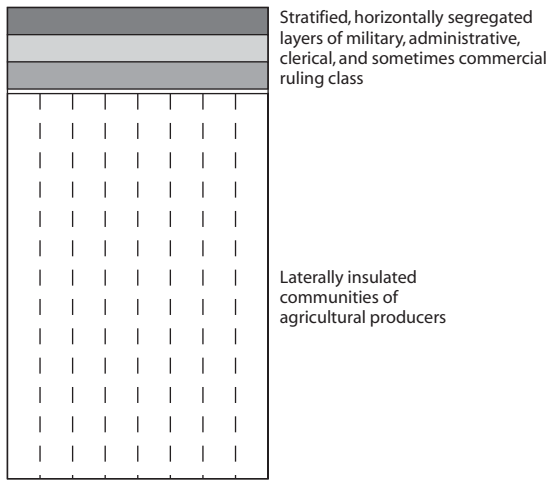 Stratified, horizontally segregated
layers of military, administrative,
clerical, and sometimes commercial
ruling class
Laterally insulated
communities of
agricultural producers